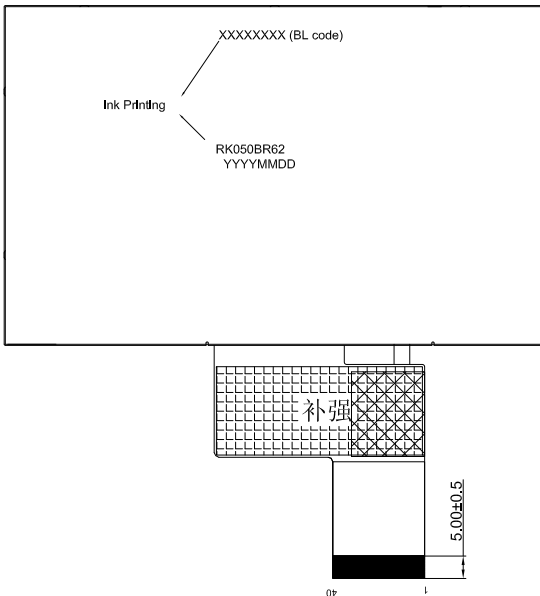 XXXXXXXX (BL code)
Ink Printing
RK050BR62
YYYYMMDD
补强
5.00±0.5
40
1